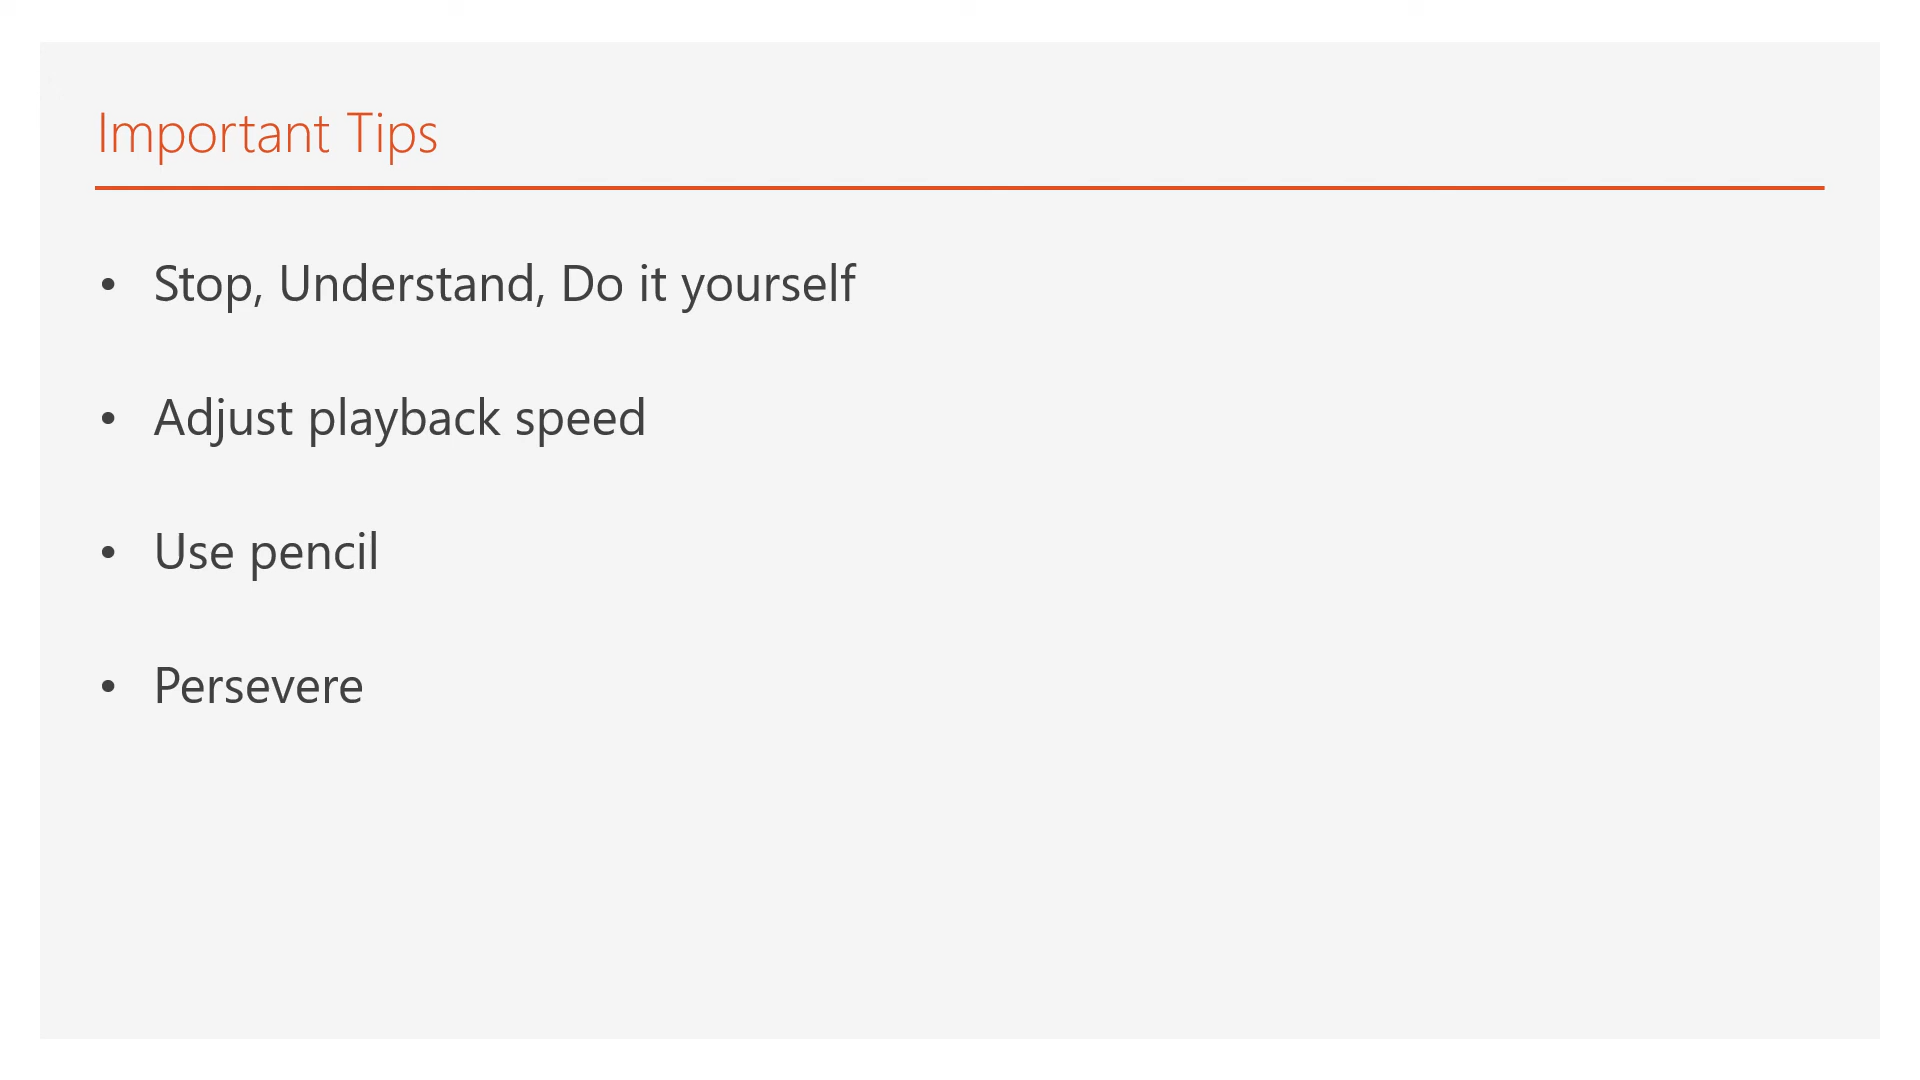 Important Tips
• Stop, Understand, Do it yourself
• Adjust playback speed
• Use pencil
• Persevere